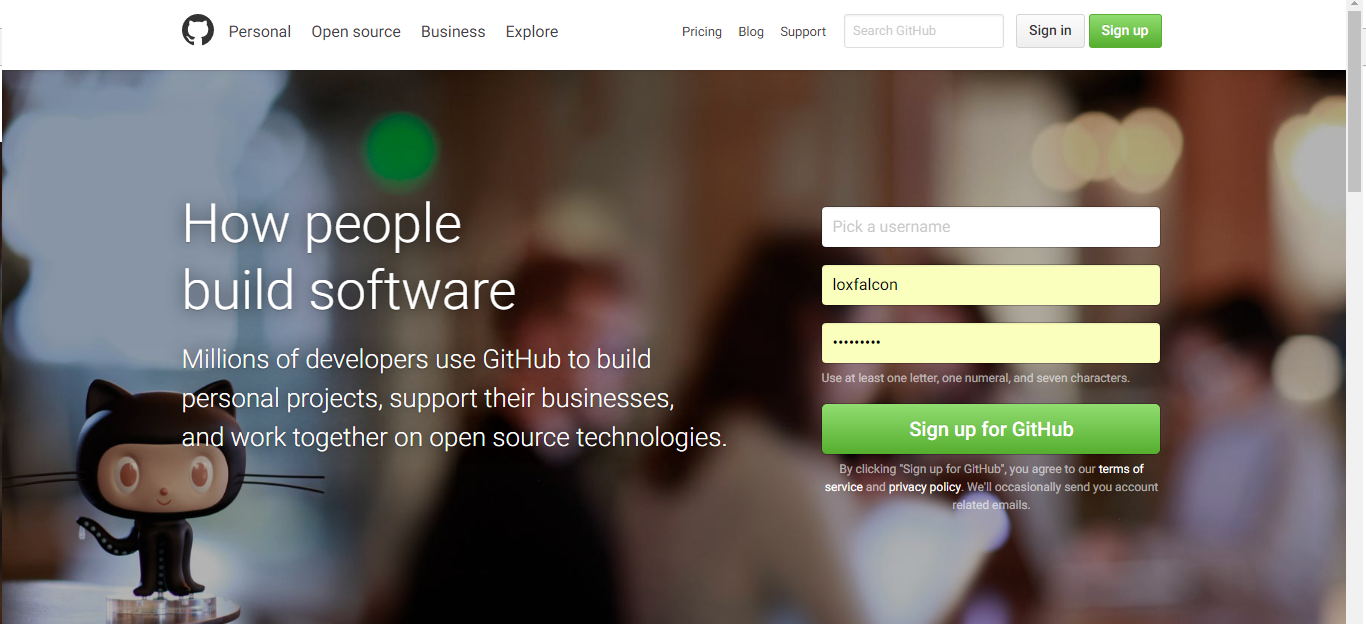 Personal Open source Business Explore Pricing Blog Support Search GitHub Sign in Sign up
How people
build software
Millions of developers use GitHub to build
personal projects, support their businesses,
and work together on open source technologies.
Pick a username
loxfalcon
•••••••••
Use at least one letter, one numeral, and seven characters.
Sign up for GitHub
By clicking "Sign up for GitHub", you agree to our terms of
service and privacy policy. We'll occasionally send you account
related emails.